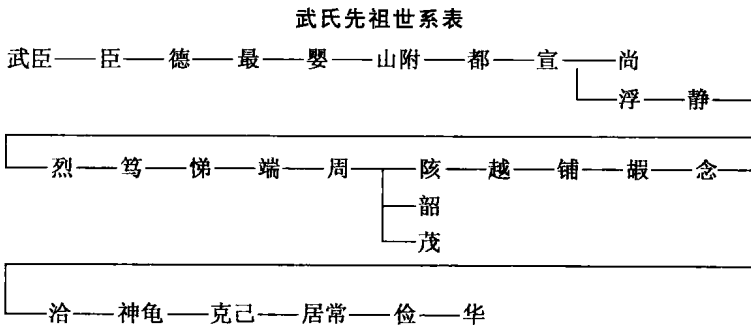 武氏先祖世系表
武臣 臣 德 最 婴 山附 都 宣 尚
浮 静
烈 笃 悌 端 周 陔 越 铺 嘏 念
韶
茂
洽 神龟 克己 居常 俭 华